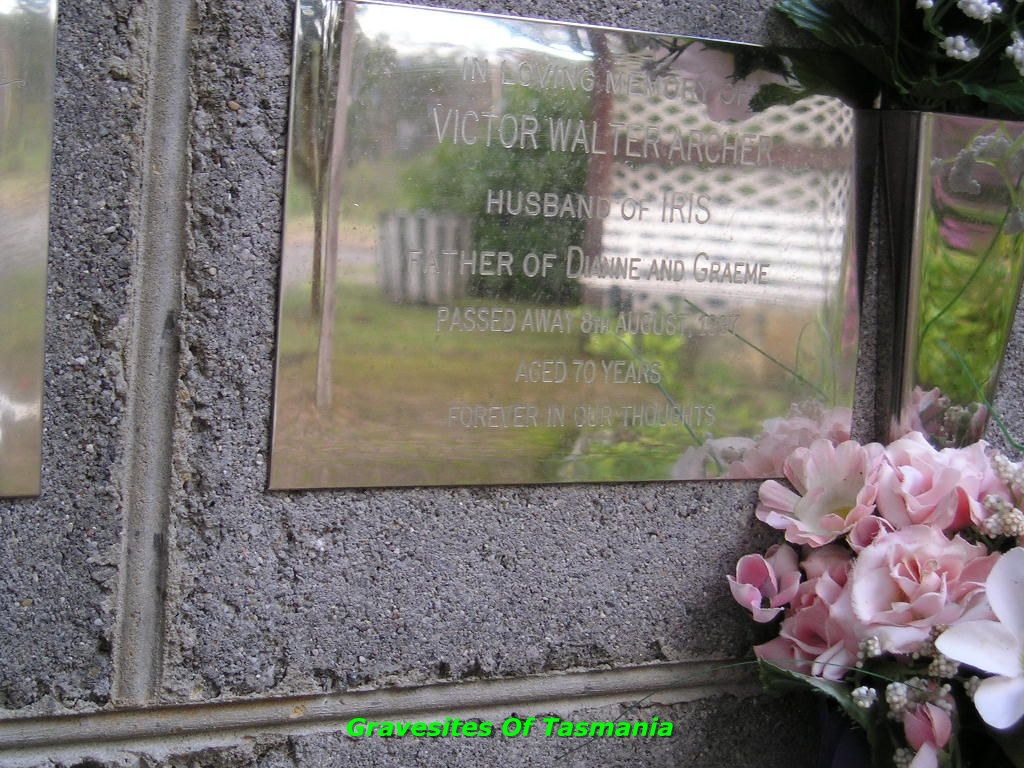 IN LOVING MEMORY OF
VICTOR WALTER ARCHER
HUSBAND OF IRIS
FATHER OF DIANNE AND GRAEME
PASSED AWAY 8TH AUGUST,
AGED 70 YEARS
FOREVER IN OUR THOUGHTS
Gravesites Of Tasmania